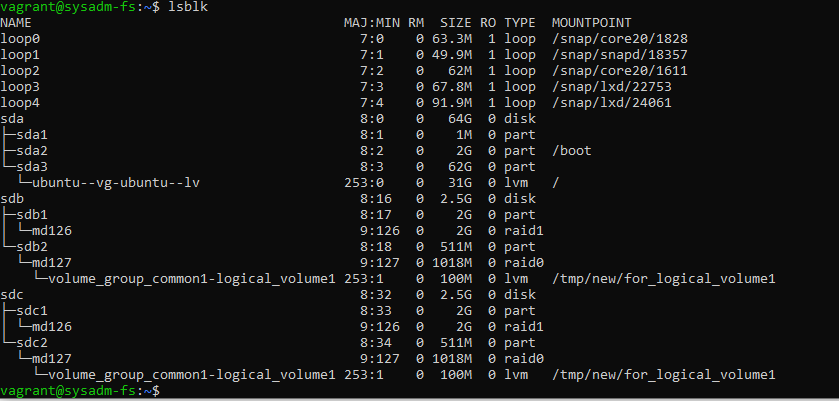 vagrant@sysadm-fs:~$ lsblk
NAME                                  MAJ:MIN RM  SIZE RO TYPE  MOUNTPOINT
loop0                                   7:0    0 63.3M  1 loop  /snap/core20/1828
loop1                                   7:1    0 49.9M  1 loop  /snap/snapd/18357
loop2                                   7:2    0   62M  1 loop  /snap/core20/1611
loop3                                   7:3    0 67.8M  1 loop  /snap/lxd/22753
loop4                                   7:4    0 91.9M  1 loop  /snap/lxd/24061
sda                                     8:0    0   64G  0 disk
├─sda1                                  8:1    0    1M  0 part
├─sda2                                  8:2    0    2G  0 part  /boot
└─sda3                                  8:3    0   62G  0 part
  └─ubuntu--vg-ubuntu--lv             253:0    0   31G  0 lvm   /
sdb                                     8:16   0  2.5G  0 disk
├─sdb1                                  8:17   0    2G  0 part
│ └─md126                               9:126  0    2G  0 raid1
└─sdb2                                  8:18   0  511M  0 part
  └─md127                               9:127  0 1018M  0 raid0
    └─volume_group_common1-logical_volume1 253:1    0  100M  0 lvm   /tmp/new/for_logical_volume1
sdc                                     8:32   0  2.5G  0 disk
├─sdc1                                  8:33   0    2G  0 part
│ └─md126                               9:126  0    2G  0 raid1
└─sdc2                                  8:34   0  511M  0 part
  └─md127                               9:127  0 1018M  0 raid0
    └─volume_group_common1-logical_volume1 253:1    0  100M  0 lvm   /tmp/new/for_logical_volume1
vagrant@sysadm-fs:~$